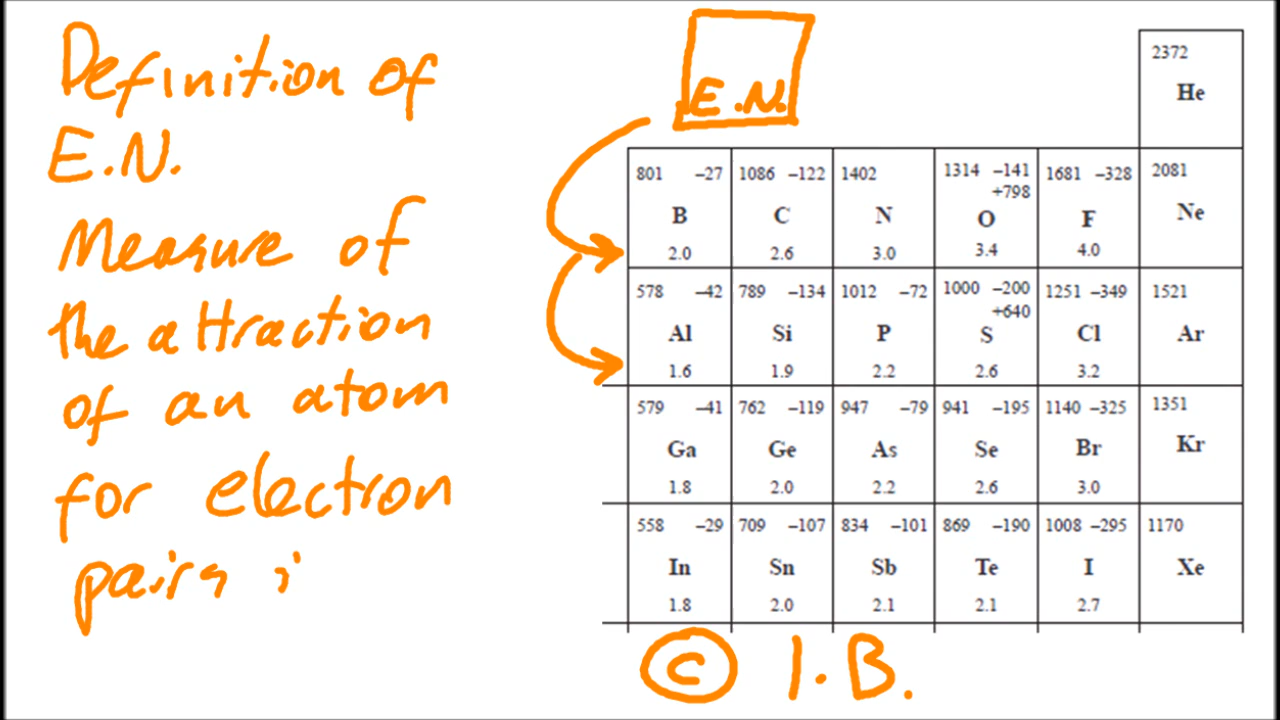 Definition of
E.N.
Measure of
the attraction
of an atom
for electron
pairs i
E.N.
2372
He
801 −27 1086 −122 1402 1314 −141 1681 −328 2081
+798
B C N O F Ne
2.0 2.6 3.0 3.4 4.0
578 −42 789 −134 1012 −72 1000 −200 1251 −349 1521
+640
Al Si P S Cl Ar
1.6 1.9 2.2 2.6 3.2
579 −41 762 −119 947 −79 941 −195 1140 −325 1351
Ga Ge As Se Br Kr
1.8 2.0 2.2 2.6 3.0
558 −29 709 −107 834 −101 869 −190 1008 −295 1170
In Sn Sb Te I Xe
1.8 2.0 2.1 2.1 2.7
© I.B.